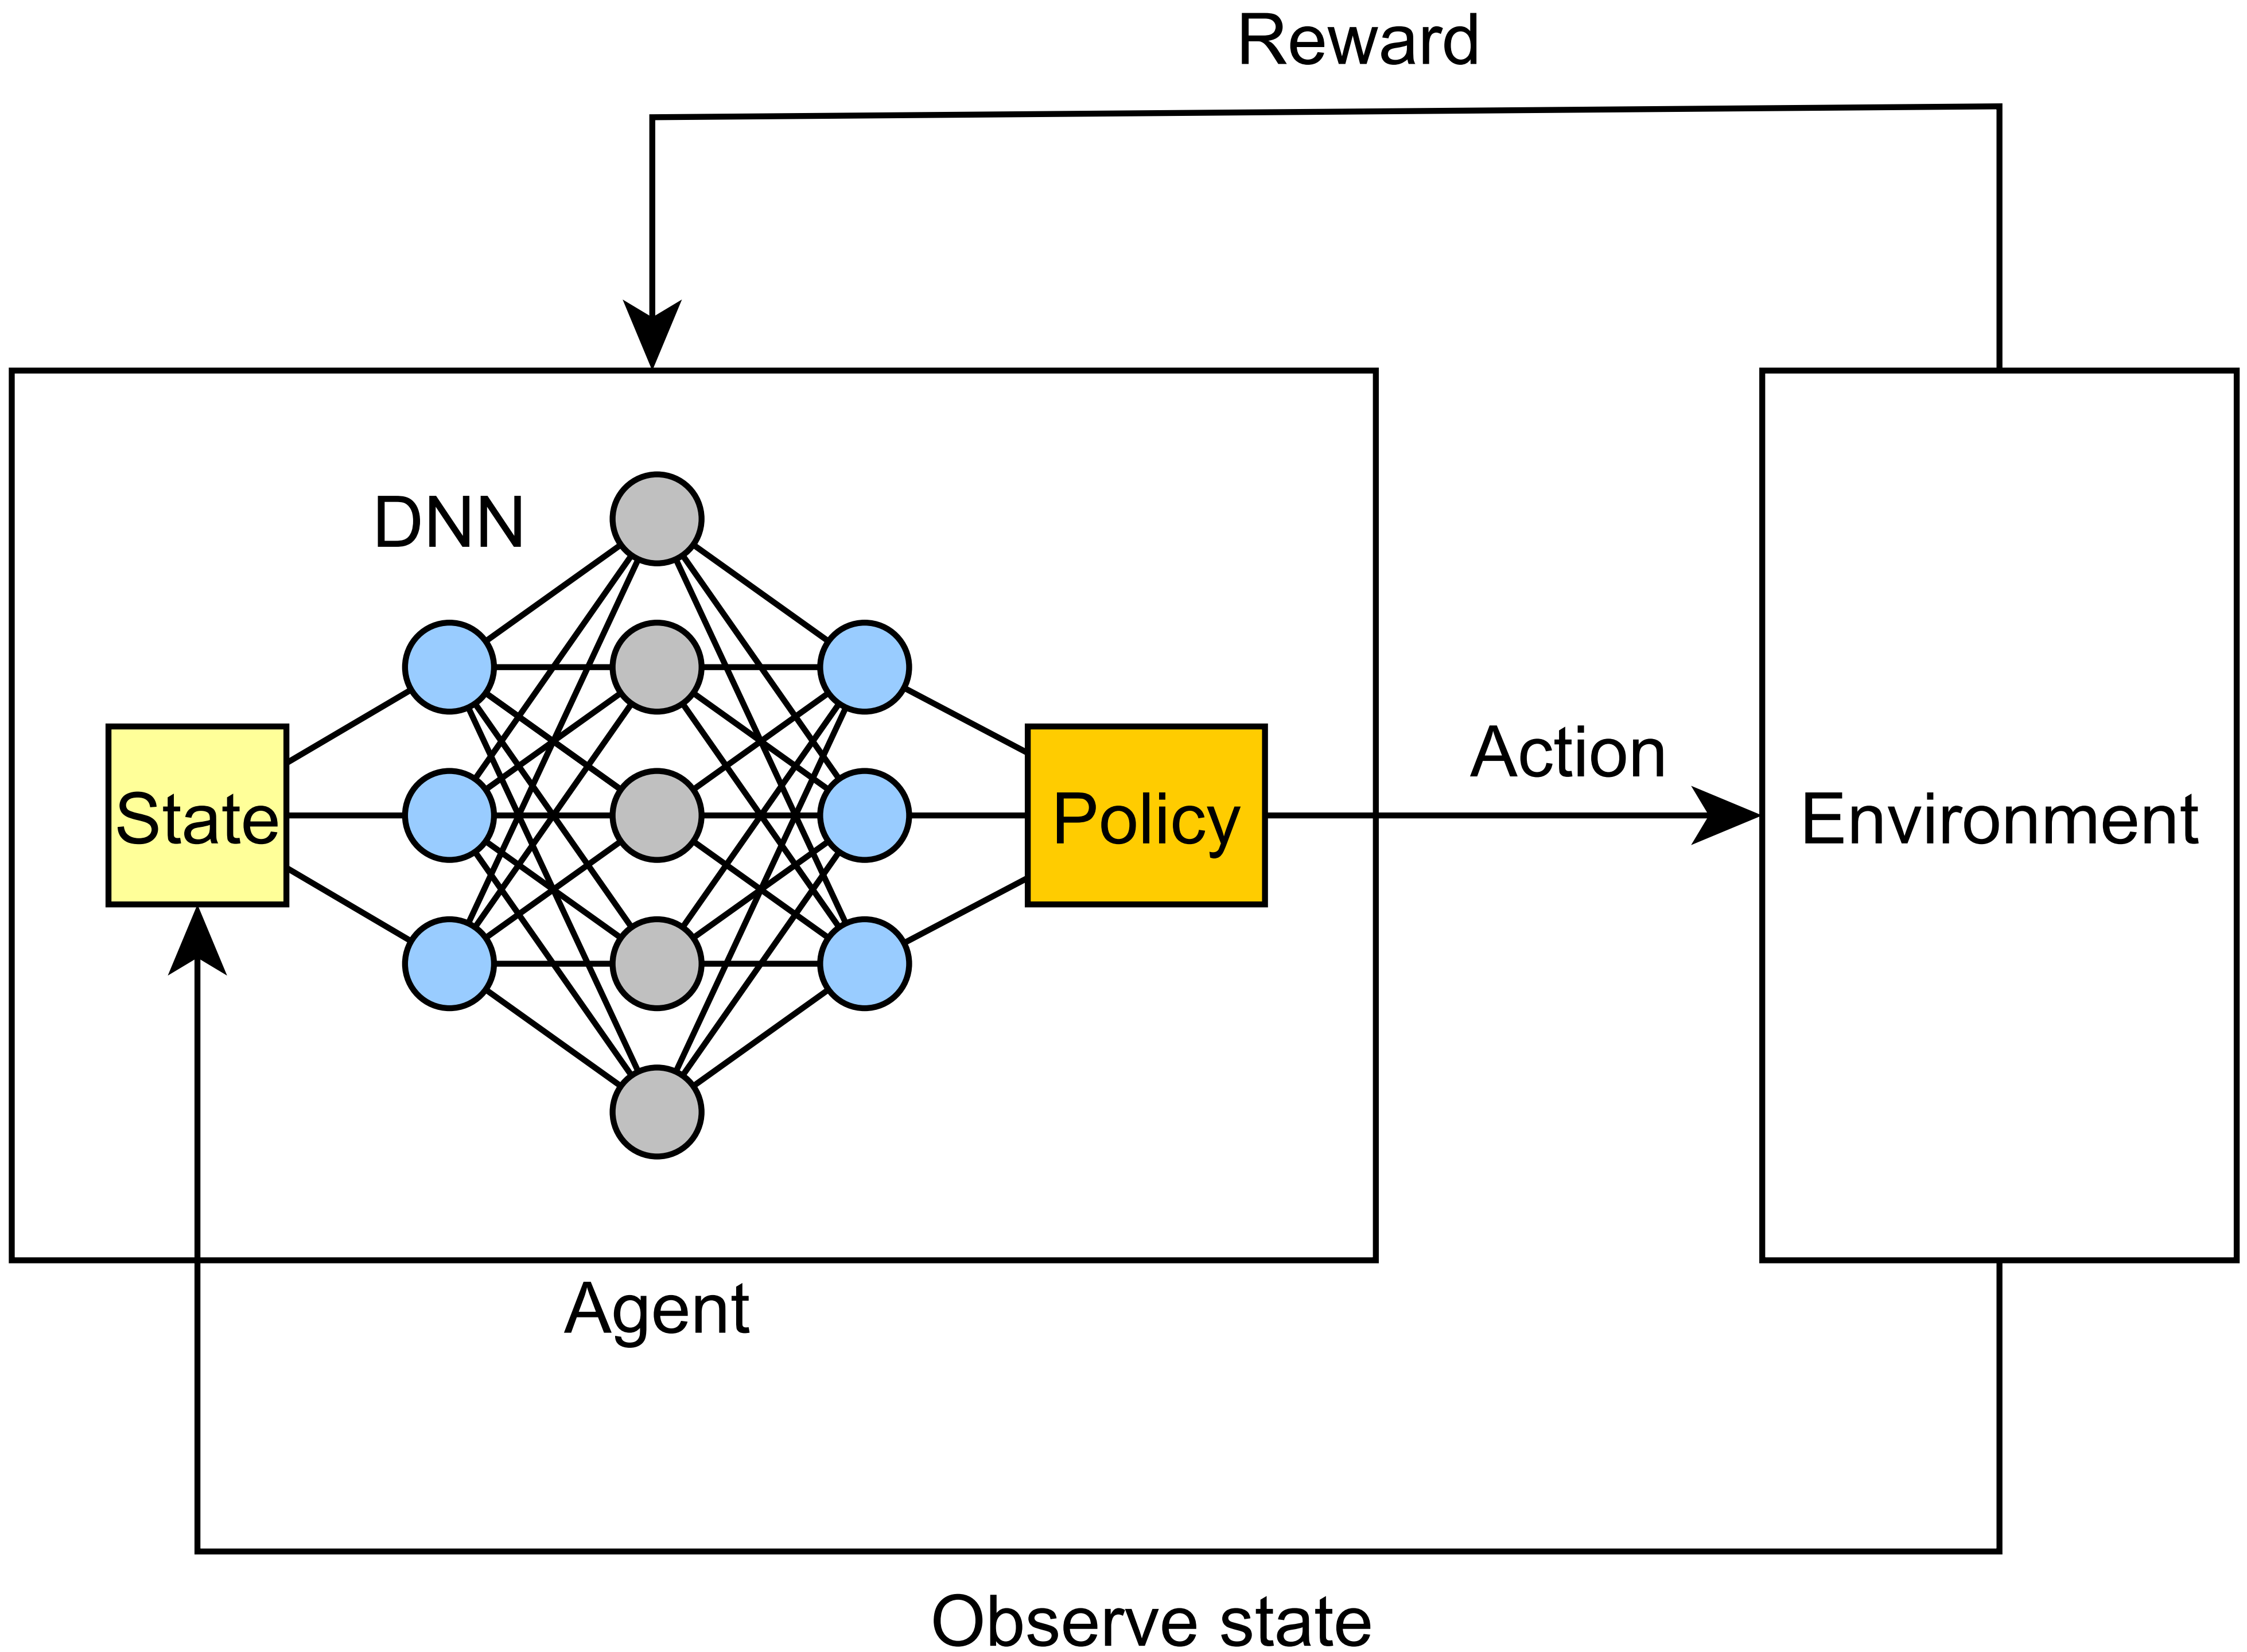 Reward
DNN
State
Policy
Action
Environment
Agent
Observe state